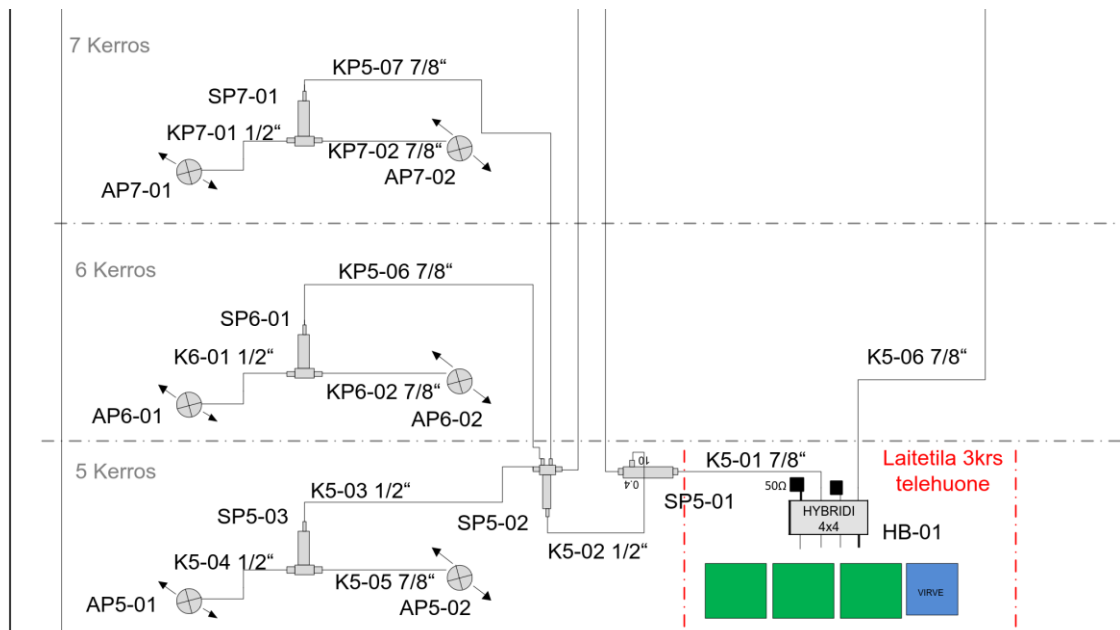 7 Kerros
KP5-07 7/8“
SP7-01
KP7-01 1/2“
KP7-02 7/8“
AP7-01
AP7-02
6 Kerros
KP5-06 7/8“
SP6-01
K6-01 1/2“
KP6-02 7/8“
AP6-01
AP6-02
K5-06 7/8“
5 Kerros
K5-03 1/2“
SP5-03
SP5-02
10
0.4
SP5-01
K5-01 7/8“
Laitetila 3krs
telehuone
50Ω
HYBRIDI
4x4
HB-01
K5-02 1/2“
K5-04 1/2“
K5-05 7/8“
AP5-01
AP5-02
VIRVE